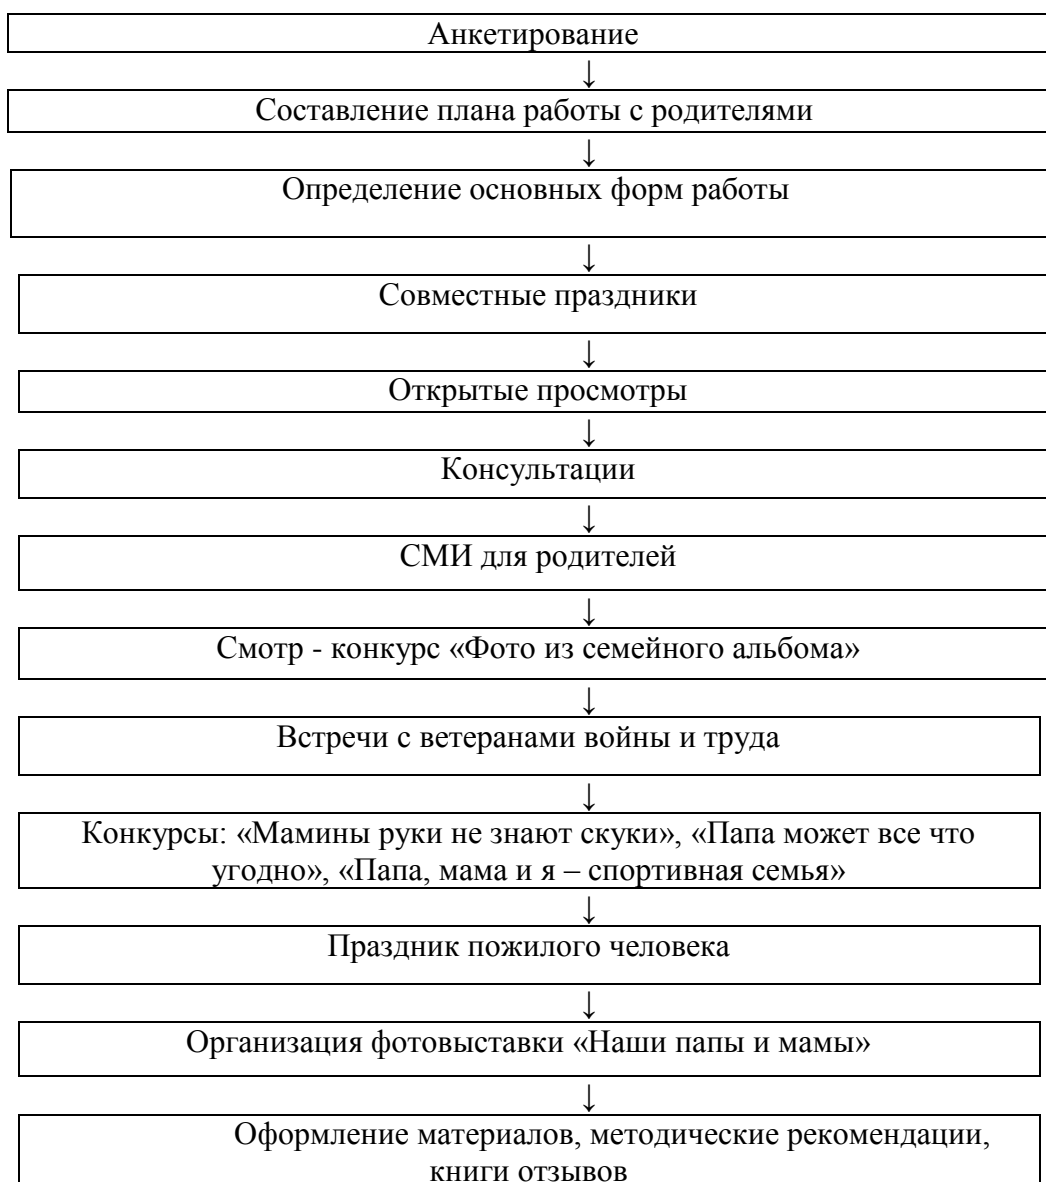 Анкетирование
↓
Составление плана работы с родителями
↓
Определение основных форм работы
↓
Совместные праздники
↓
Открытые просмотры
↓
Консультации
↓
СМИ для родителей
↓
Смотр - конкурс «Фото из семейного альбома»
↓
Встречи с ветеранами войны и труда
↓
Конкурсы: «Мамины руки не знают скуки», «Папа может все что
угодно», «Папа, мама и я – спортивная семья»
↓
Праздник пожилого человека
↓
Организация фотовыставки «Наши папы и мамы»
↓
Оформление материалов, методические рекомендации,
книги отзывов